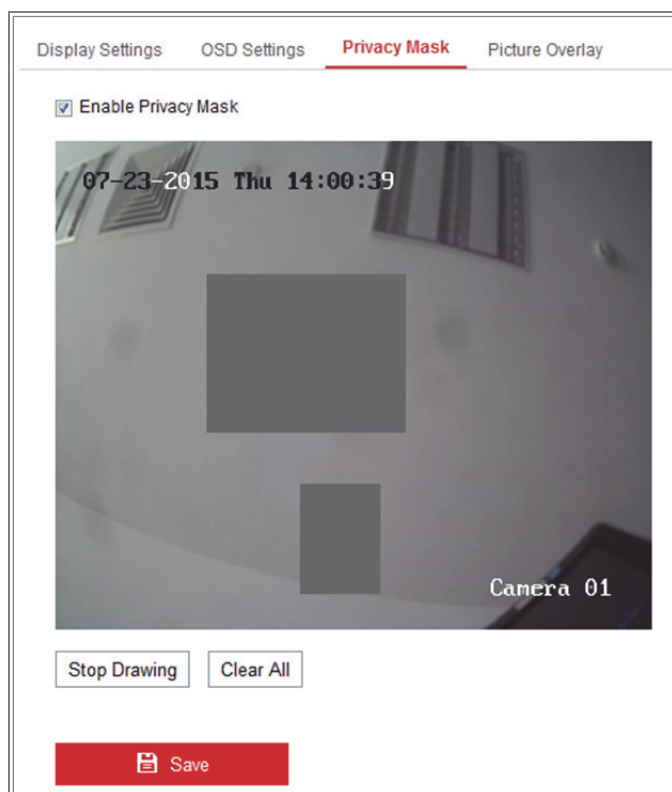 Display Settings OSD Settings Privacy Mask Picture Overlay
Enable Privacy Mask
07-23-2015 Thu 14:00:39
Camera 01
Stop Drawing Clear All
Save